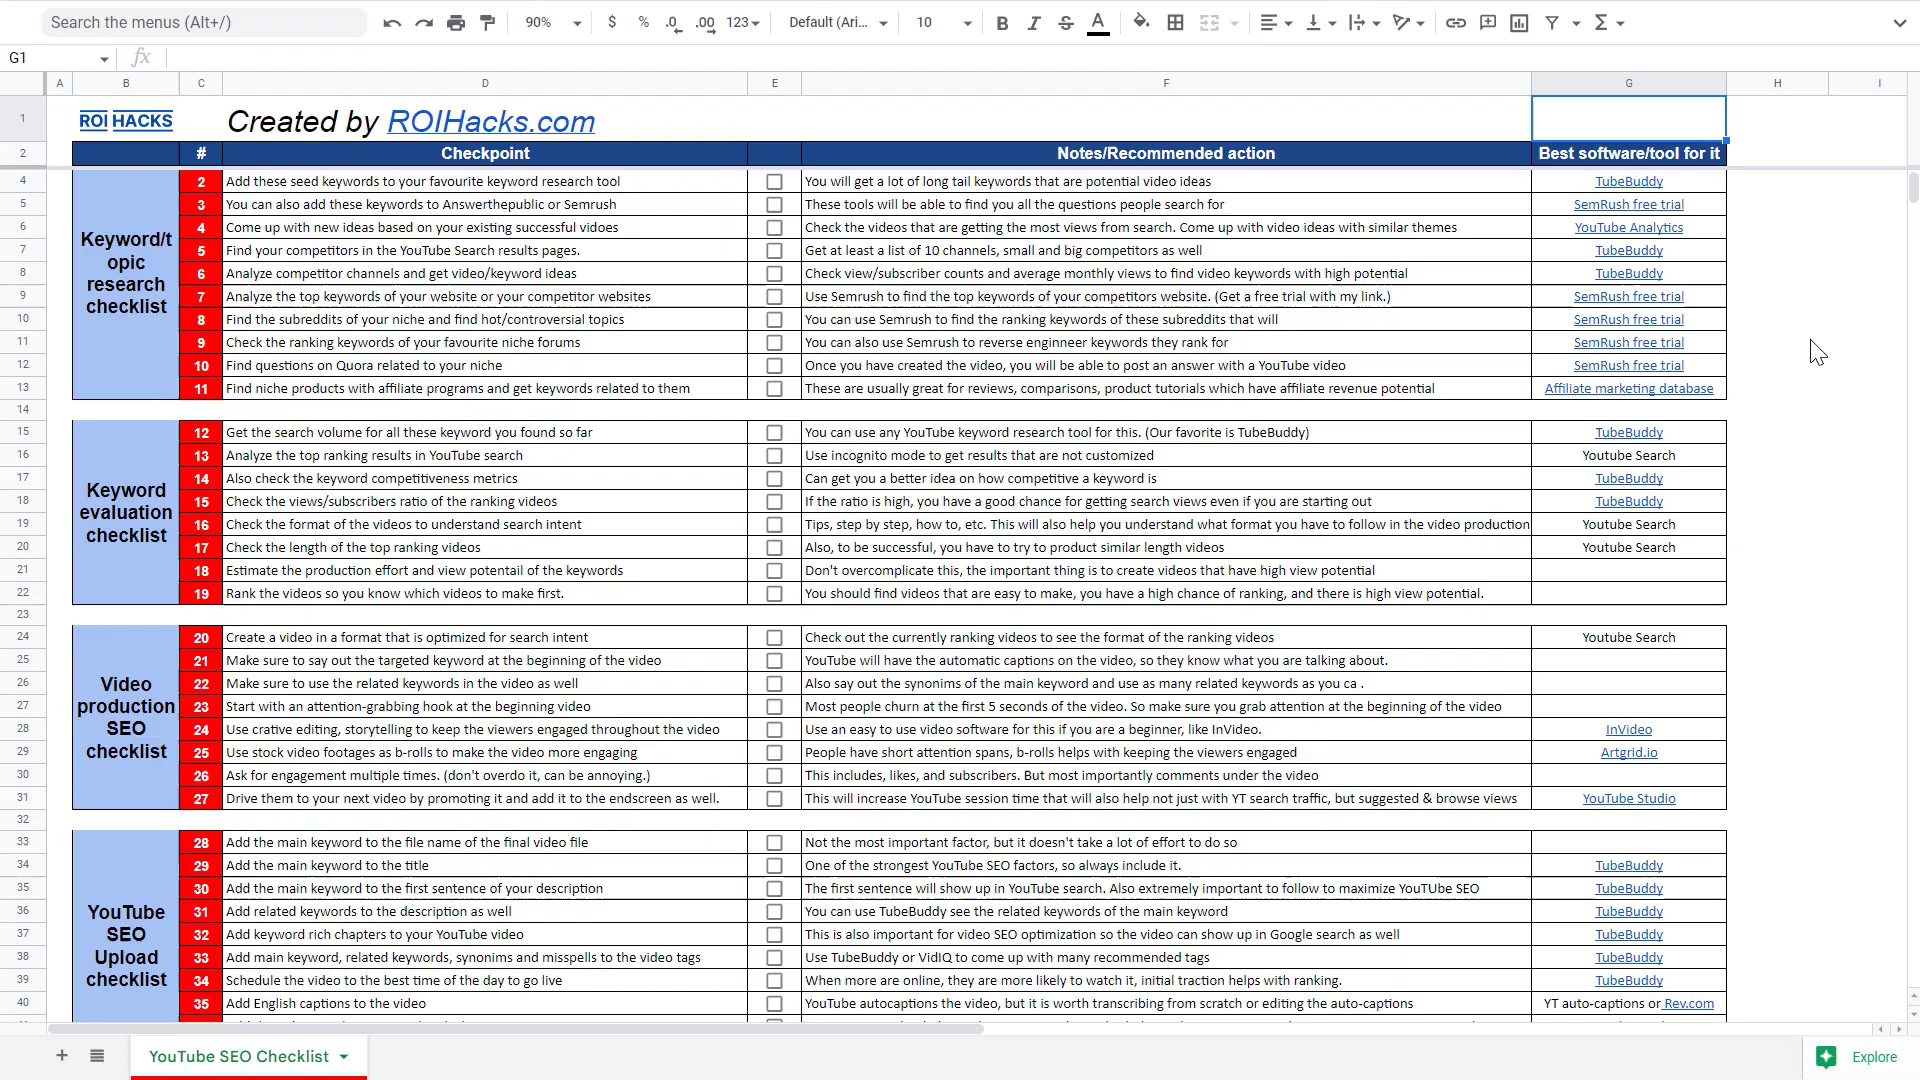 Search the menus (Alt+/) 90% $ % .0 .00 123 Default (Ari... 10 B I S A
G1 fx
A B C D E F G H I
1 ROI HACKS Created by ROIHacks.com
2 # Checkpoint Notes/Recommended action Best software/tool for it
Keyword/t
opic
research
checklist
4 2 Add these seed keywords to your favourite keyword research tool You will get a lot of long tail keywords that are potential video ideas TubeBuddy
5 3 You can also add these keywords to Answerthepublic or Semrush These tools will be able to find you all the questions people search for SemRush free trial
6 4 Come up with new ideas based on your existing successful vidoes Check the videos that are getting the most views from search. Come up with video ideas with similar themes YouTube Analytics
7 5 Find your competitors in the YouTube Search results pages. Get at least a list of 10 channels, small and big competitors as well TubeBuddy
8 6 Analyze competitor channels and get video/keyword ideas Check view/subscriber counts and average monthly views to find video keywords with high potential TubeBuddy
9 7 Analyze the top keywords of your website or your competitor websites Use Semrush to find the top keywords of your competitors website. (Get a free trial with my link.) SemRush free trial
10 8 Find the subreddits of your niche and find hot/controversial topics You can use Semrush to find the ranking keywords of these subreddits that will SemRush free trial
11 9 Check the ranking keywords of your favourite niche forums You can also use Semrush to reverse enginneer keywords they rank for SemRush free trial
12 10 Find questions on Quora related to your niche Once you have created the video, you will be able to post an answer with a YouTube video SemRush free trial
13 11 Find niche products with affiliate programs and get keywords related to them These are usually great for reviews, comparisons, product tutorials which have affiliate revenue potential Affiliate marketing database
14
Keyword
evaluation
checklist
15 12 Get the search volume for all these keyword you found so far You can use any YouTube keyword research tool for this. (Our favorite is TubeBuddy) TubeBuddy
16 13 Analyze the top ranking results in YouTube search Use incognito mode to get results that are not customized Youtube Search
17 14 Also check the keyword competitiveness metrics Can get you a better idea on how competitive a keyword is TubeBuddy
18 15 Check the views/subscribers ratio of the ranking videos If the ratio is high, you have a good chance for getting search views even if you are starting out TubeBuddy
19 16 Check the format of the videos to understand search intent Tips, step by step, how to, etc. This will also help you understand what format you have to follow in the video production Youtube Search
20 17 Check the length of the top ranking videos Also, to be successful, you have to try to product similar length videos Youtube Search
21 18 Estimate the production effort and view potentail of the keywords Don't overcomplicate this, the important thing is to create videos that have high view potential
22 19 Rank the videos so you know which videos to make first. You should find videos that are easy to make, you have a high chance of ranking, and there is high view potential.
23
Video
production
SEO
checklist
24 20 Create a video in a format that is optimized for search intent Check out the currently ranking videos to see the format of the ranking videos Youtube Search
25 21 Make sure to say out the targeted keyword at the beginning of the video YouTube will have the automatic captions on the video, so they know what you are talking about.
26 22 Make sure to use the related keywords in the video as well Also say out the synonims of the main keyword and use as many related keywords as you ca .
27 23 Start with an attention-grabbing hook at the beginning video Most people churn at the first 5 seconds of the video. So make sure you grab attention at the beginning of the video
28 24 Use crative editing, storytelling to keep the viewers engaged throughout the video Use an easy to use video software for this if you are a beginner, like InVideo. InVideo
29 25 Use stock video footages as b-rolls to make the video more engaging People have short attention spans, b-rolls helps with keeping the viewers engaged Artgrid.io
30 26 Ask for engagement multiple times. (don't overdo it, can be annoying.) This includes, likes, and subscribers. But most importantly comments under the video
31 27 Drive them to your next video by promoting it and add it to the endscreen as well. This will increase YouTube session time that will also help not just with YT search traffic, but suggested & browse views YouTube Studio
32
YouTube
SEO
Upload
checklist
33 28 Add the main keyword to the file name of the final video file Not the most important factor, but it doesn't take a lot of effort to do so
34 29 Add the main keyword to the title One of the strongest YouTube SEO factors, so always include it. TubeBuddy
35 30 Add the main keyword to the first sentence of your description The first sentence will show up in YouTube search. Also extremely important to follow to maximize YouTube SEO TubeBuddy
36 31 Add related keywords to the description as well You can use TubeBuddy see the related keywords of the main keyword TubeBuddy
37 32 Add keyword rich chapters to your YouTube video This is also important for video SEO optimization so the video can show up in Google search as well TubeBuddy
38 33 Add main keyword, related keywords, synonims and misspells to the video tags Use TubeBuddy or VidIQ to come up with many recommended tags TubeBuddy
39 34 Schedule the video to the best time of the day to go live When more are online, they are more likely to watch it, initial traction helps with ranking. TubeBuddy
40 35 Add English captions to the video YouTube autocaptions the video, but it is worth transcribing from scratch or editing the auto-captions YT auto-captions or Rev.com
YouTube SEO Checklist Explore